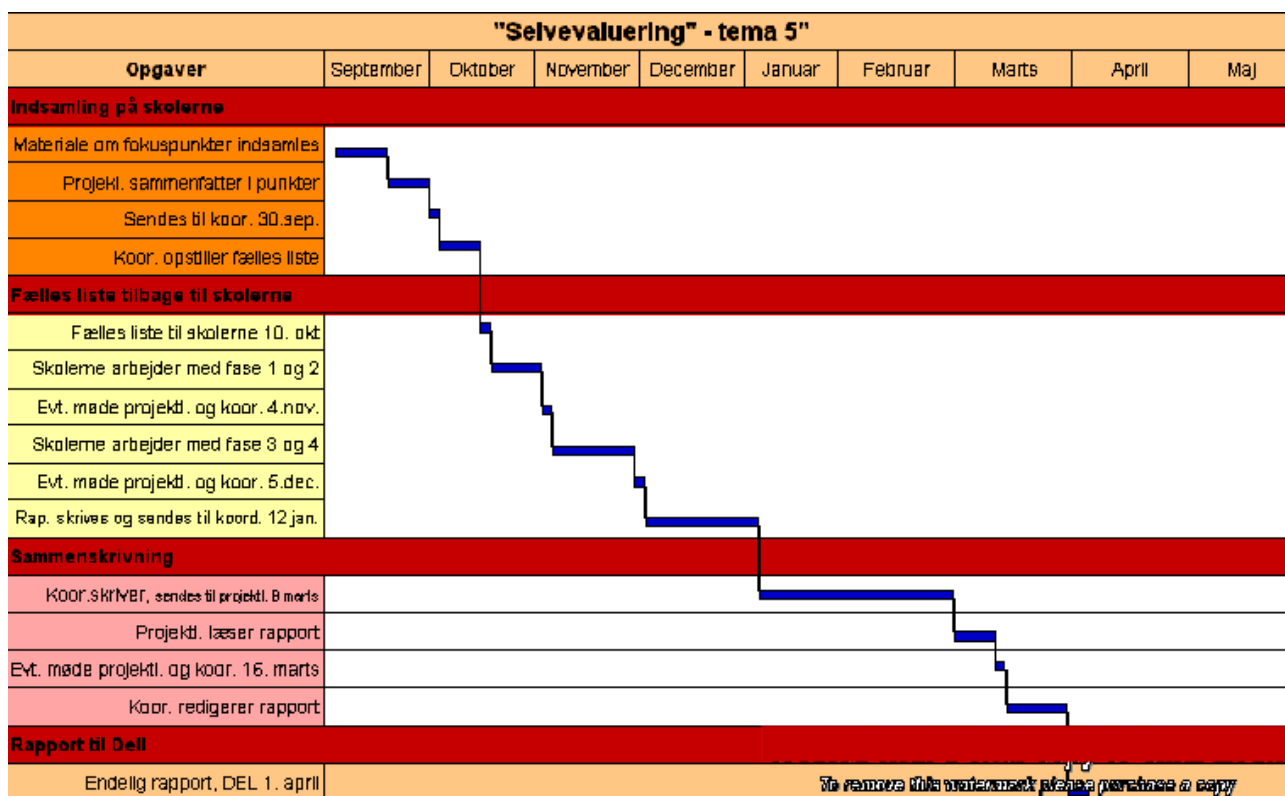 "Selvevaluering" - tema 5"
Opgaver September Oktober November December Januar Februar Marts April Maj
Indsamling på skolerne
Materiale om fokuspunkter indsamles
Projekl. sammenfatter i punkter
Sendes til koor. 30.sep.
Koor. opstiller fælles liste
Fælles liste tilbage til skolerne
Fælles liste til skolerne 10. okt
Skolerne arbejder med fase 1 og 2
Evt. møde projektl. og koor. 4.nov.
Skolerne arbejder med fase 3 og 4
Evt. møde projektl. og koor. 5.dec.
Rap. skrives og sendes til koord. 12 jan.
Sammenskrivning
Koor.skriver, sendes til projektl. 8 marts
Projektl. læser rapport
Evt. møde projektl. og koor. 16. marts
Koor. redigerer rapport
Rapport til Dell
Endelig rapport, DEL 1. april
To remove this watermark please purchase a copy